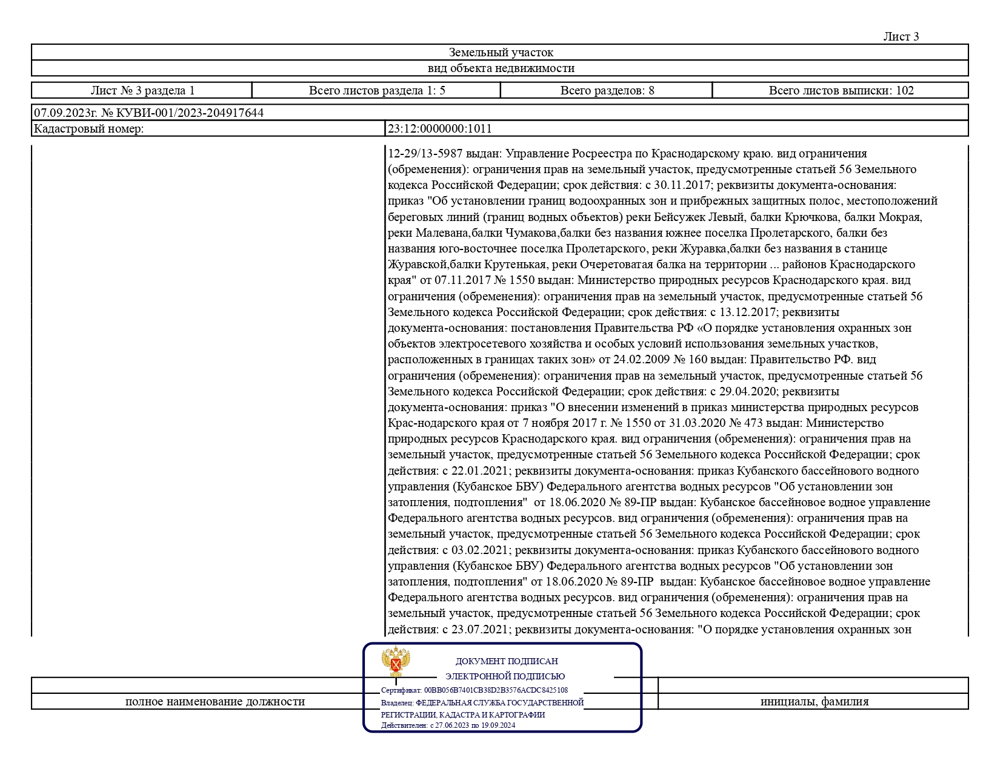 Лист 3
Земельный участок
вид объекта недвижимости
Лист № 3 раздела 1
Всего листов раздела 1: 5
Всего разделов: 8
Всего листов выписки: 102
07.09.2023г. № КУВИ-001/2023-204917644
Кадастровый номер:
23:12:0000000:1011
12-29/13-5987 выдан: Управление Росреестра по Краснодарскому краю. вид ограничения
(обременения): ограничения прав на земельный участок, предусмотренные статьей 56 Земельного
кодекса Российской Федерации; срок действия: с 30.11.2017; реквизиты документа-основания:
приказ "Об установлении границ водоохранных зон и прибрежных защитных полос, местоположений
береговых линий (границ водных объектов) реки Бейсужек Левый, балки Крючкова, балки Мокрая,
реки Малевана,балки Чумакова,балки без названия южнее поселка Пролетарского, балки без
названия юго-восточнее поселка Пролетарского, реки Журавка,балки без названия в станице
Журавской,балки Крутенькая, реки Очеретоватая балка на территории ... районов Краснодарского
края" от 07.11.2017 № 1550 выдан: Министерство природных ресурсов Краснодарского края. вид
ограничения (обременения): ограничения прав на земельный участок, предусмотренные статьей 56
Земельного кодекса Российской Федерации; срок действия: с 13.12.2017; реквизиты
документа-основания: постановления Правительства РФ «О порядке установления охранных зон
объектов электросетевого хозяйства и особых условий использования земельных участков,
расположенных в границах таких зон» от 24.02.2009 № 160 выдан: Правительство РФ. вид
ограничения (обременения): ограничения прав на земельный участок, предусмотренные статьей 56
Земельного кодекса Российской Федерации; срок действия: с 29.04.2020; реквизиты
документа-основания: приказ "О внесении изменений в приказ министерства природных ресурсов
Крас-нодарского края от 7 ноября 2017 г. № 1550 от 31.03.2020 № 473 выдан: Министерство
природных ресурсов Краснодарского края. вид ограничения (обременения): ограничения прав на
земельный участок, предусмотренные статьей 56 Земельного кодекса Российской Федерации; срок
действия: с 22.01.2021; реквизиты документа-основания: приказ Кубанского бассейнового водного
управления (Кубанское БВУ) Федерального агентства водных ресурсов "Об установлении зон
затопления, подтопления"  от 18.06.2020 № 89-ПР выдан: Кубанское бассейновое водное управление
Федерального агентства водных ресурсов. вид ограничения (обременения): ограничения прав на
земельный участок, предусмотренные статьей 56 Земельного кодекса Российской Федерации; срок
действия: с 03.02.2021; реквизиты документа-основания: приказ Кубанского бассейнового водного
управления (Кубанское БВУ) Федерального агентства водных ресурсов "Об установлении зон
затопления, подтопления" от 18.06.2020 № 89-ПР  выдан: Кубанское бассейновое водное управление
Федерального агентства водных ресурсов. вид ограничения (обременения): ограничения прав на
земельный участок, предусмотренные статьей 56 Земельного кодекса Российской Федерации; срок
действия: с 23.07.2021; реквизиты документа-основания: "О порядке установления охранных зон
ДОКУМЕНТ ПОДПИСАН
ЭЛЕКТРОННОЙ ПОДПИСЬЮ
Сертификат: 00BB056B7401CB38D2B3576ACDC8425108
Владелец: ФЕДЕРАЛЬНАЯ СЛУЖБА ГОСУДАРСТВЕННОЙ
РЕГИСТРАЦИИ, КАДАСТРА И КАРТОГРАФИИ
Действителен: с 27.06.2023 по 19.09.2024
полное наименование должности
инициалы, фамилия